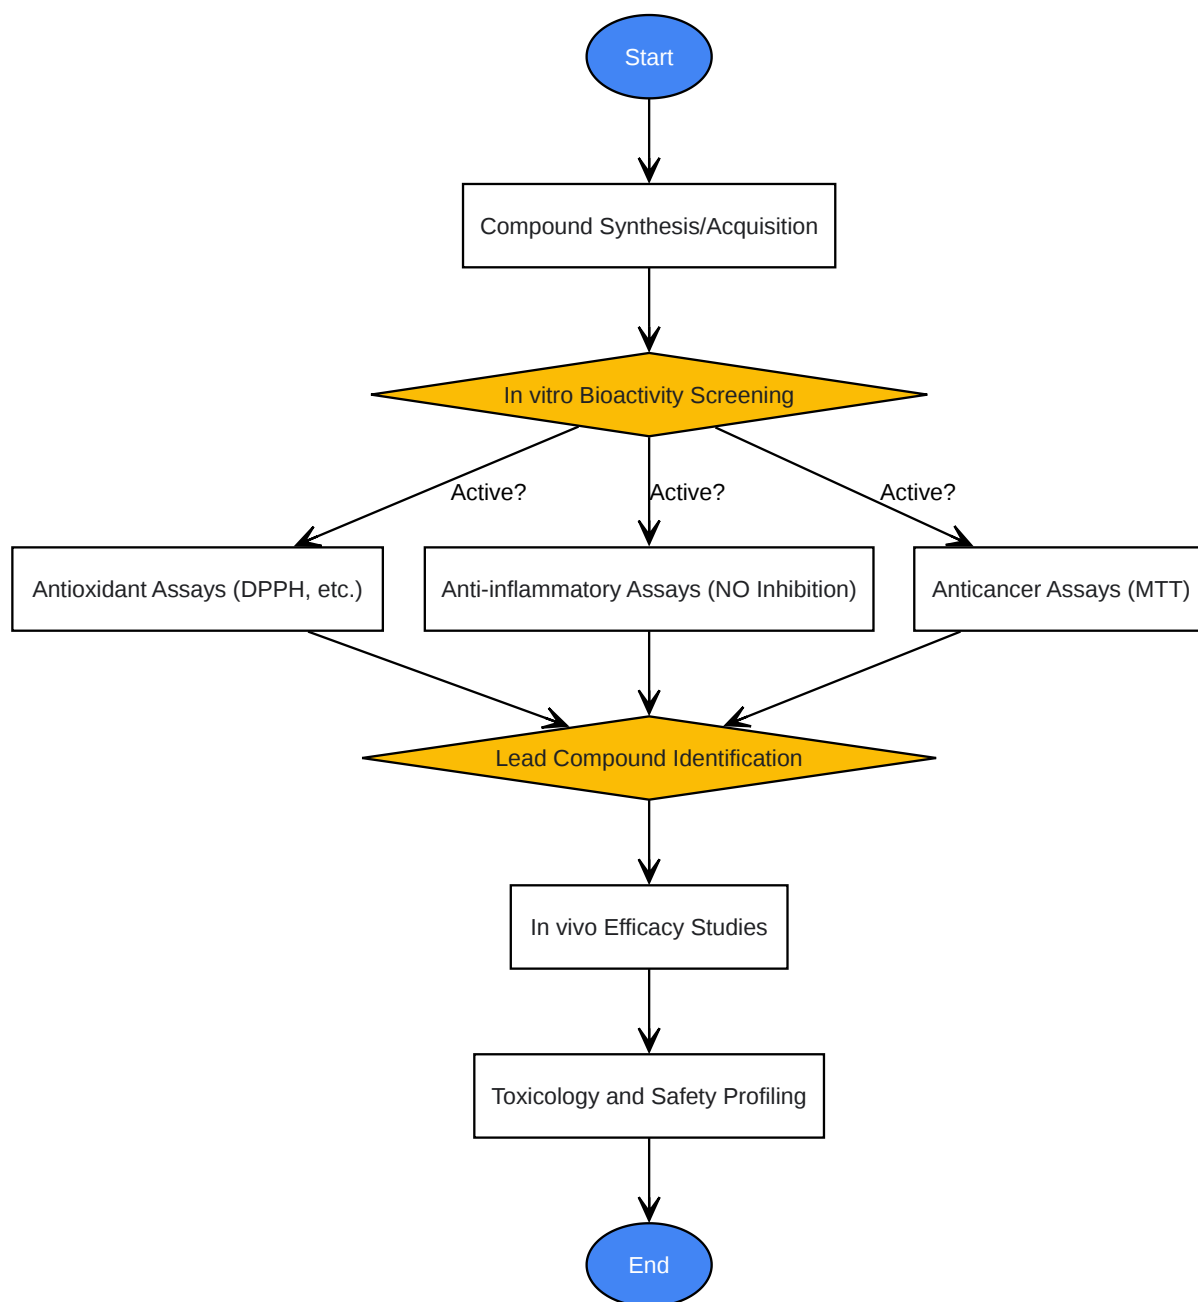 Start
Compound Synthesis/Acquisition
In vitro Bioactivity Screening
Active?
Active?
Active?
Antioxidant Assays (DPPH, etc.)
Anti-inflammatory Assays (NO Inhibition)
Anticancer Assays (MTT)
Lead Compound Identification
In vivo Efficacy Studies
Toxicology and Safety Profiling
End